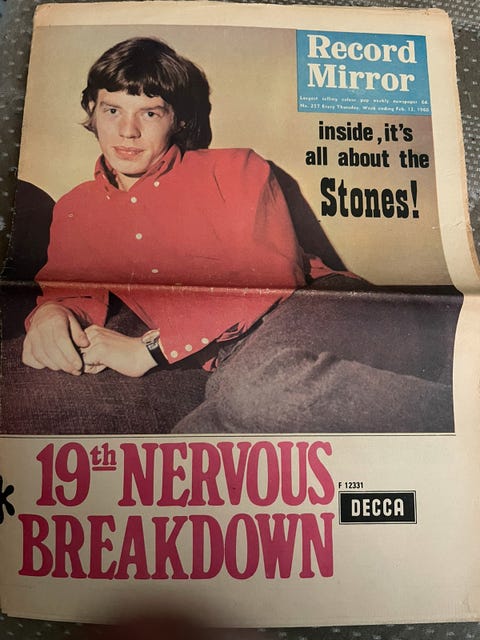 Record
Mirror
Largest selling colour pop weekly newspaper 6d.
No. 257 Every Thursday. Week ending Feb. 12, 1966
inside, it's
all about the
Stones!
19th NERVOUS
BREAKDOWN
F 12331
DECCA